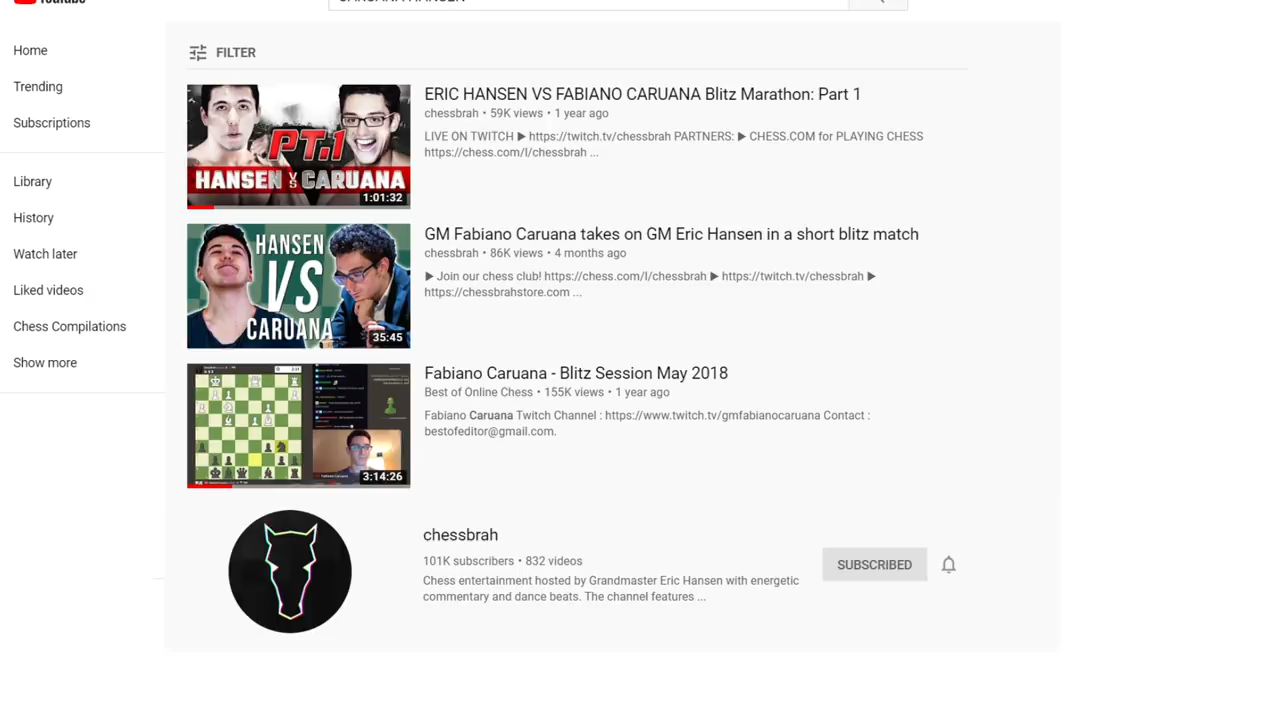 YouTube
CARUANA HANSEN
Home
Trending
Subscriptions
Library
History
Watch later
Liked videos
Chess Compilations
Show more
FILTER
PT.1
HANSEN VS CARUANA
1:01:32
ERIC HANSEN VS FABIANO CARUANA Blitz Marathon: Part 1
chessbrah • 59K views • 1 year ago
LIVE ON TWITCH ▶ https://twitch.tv/chessbrah PARTNERS: ▶ CHESS.COM for PLAYING CHESS
https://chess.com/l/chessbrah ...
HANSEN
VS
CARUANA
35:45
GM Fabiano Caruana takes on GM Eric Hansen in a short blitz match
chessbrah • 86K views • 4 months ago
▶ Join our chess club! https://chess.com/l/chessbrah ▶ https://twitch.tv/chessbrah ▶
https://chessbrahstore.com ...
3:14:26
Fabiano Caruana - Blitz Session May 2018
Best of Online Chess • 155K views • 1 year ago
Fabiano Caruana Twitch Channel : https://www.twitch.tv/gmfabianocaruana Contact :
bestofeditor@gmail.com.
chessbrah
101K subscribers • 832 videos
Chess entertainment hosted by Grandmaster Eric Hansen with energetic
commentary and dance beats. The channel features ...
SUBSCRIBED